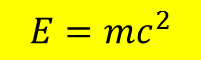 E = mc²